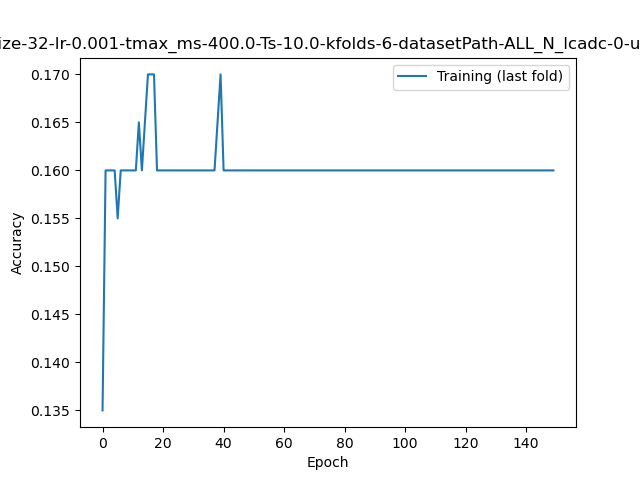 ize-32-lr-0.001-tmax_ms-400.0-Ts-10.0-kfolds-6-datasetPath-ALL_N_lcadc-0-u
Training (last fold)
0.170
0.165
0.160
0.155
0.150
0.145
0.140
0.135
Accuracy
0 20 40 60 80 100 120 140
Epoch